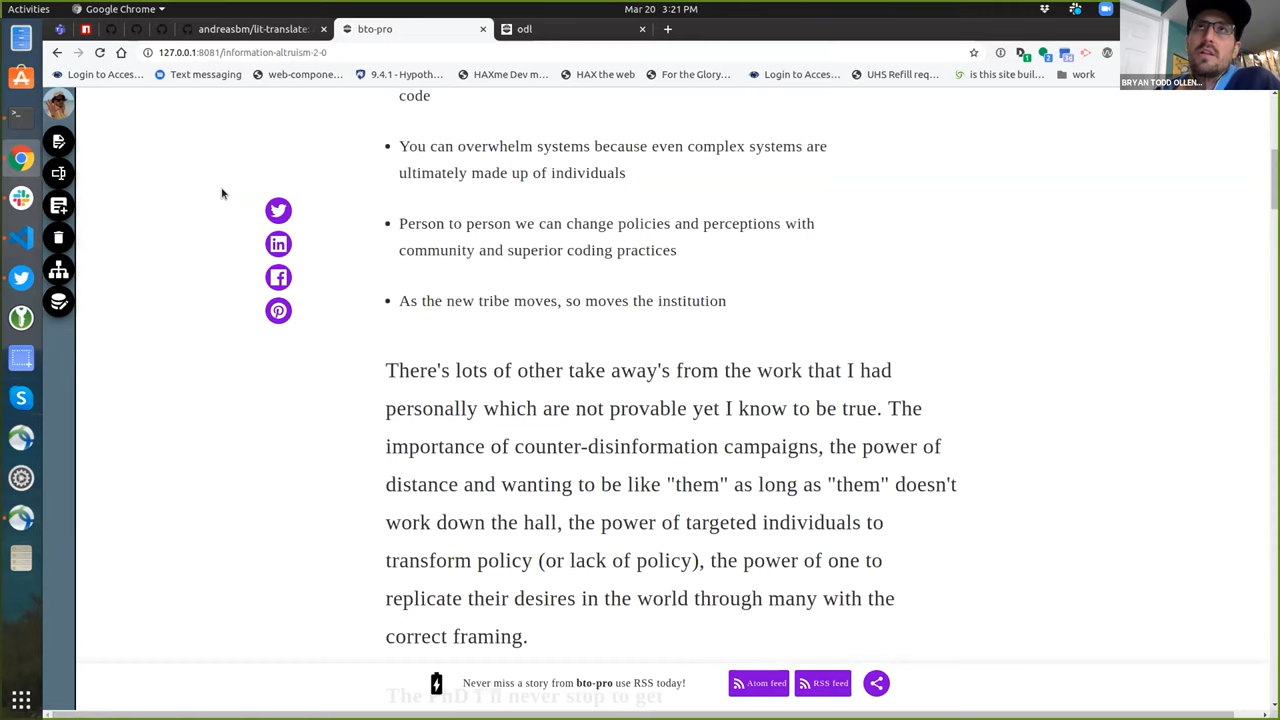 Activities
Google Chrome
Mar 20 3:21 PM
andreasbm/lit-translate:
bto-pro
odl
127.0.0.1:8081/information-altruism-2-0
Login to Acces...
Text messaging
web-compone...
9.4.1 - Hypoth...
HAXme Dev m...
HAX the web
For the Glory...
Login to Acces...
UHS Refill req...
is this site buil...
work
BRYAN TODD OLLEN...
code
• You can overwhelm systems because even complex systems are
ultimately made up of individuals
• Person to person we can change policies and perceptions with
community and superior coding practices
• As the new tribe moves, so moves the institution
There's lots of other take away's from the work that I had
personally which are not provable yet I know to be true. The
importance of counter-disinformation campaigns, the power of
distance and wanting to be like "them" as long as "them" doesn't
work down the hall, the power of targeted individuals to
transform policy (or lack of policy), the power of one to
replicate their desires in the world through many with the
correct framing.
Never miss a story from bto-pro use RSS today!
Atom feed
RSS feed
The PhD I'll never stop to get